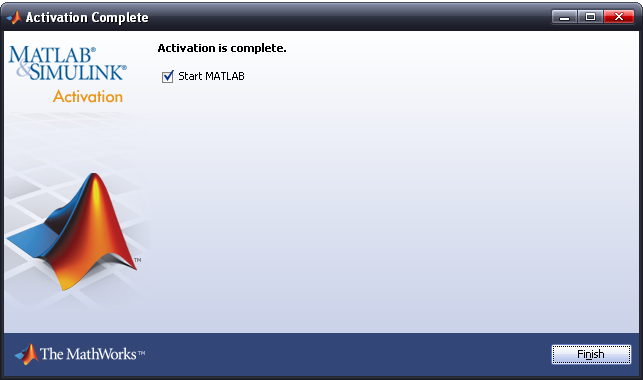 Activation Complete
MATLAB®
&SIMULINK®
Activation
Activation is complete.
Start MATLAB
TM
The MathWorks™
Finish